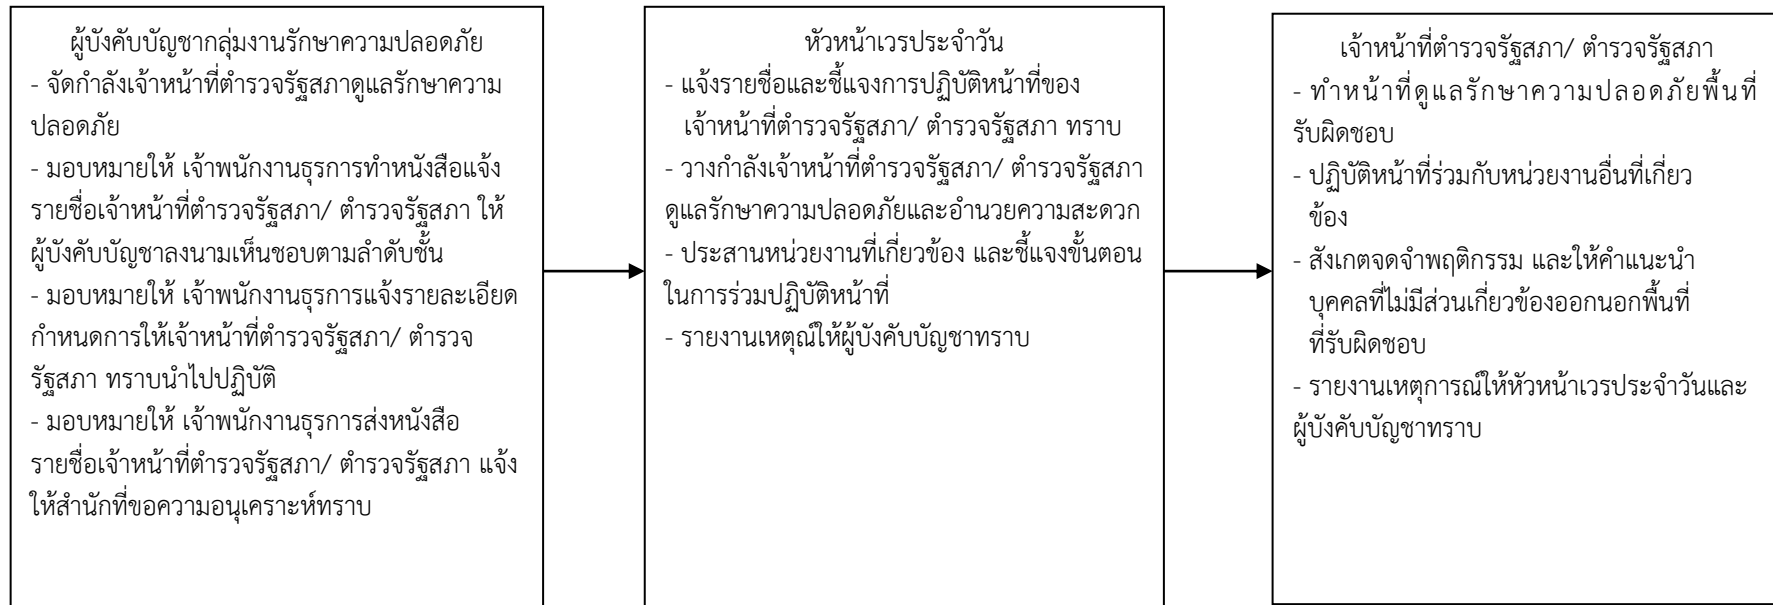 ผู้บังคับบัญชากลุ่มงานรักษาความปลอดภัย
- จัดกำลังเจ้าหน้าที่ตำรวจรัฐสภาดูแลรักษาความ
ปลอดภัย
- มอบหมายให้ เจ้าพนักงานธุรการทำหนังสือแจ้ง
รายชื่อเจ้าหน้าที่ตำรวจรัฐสภา/ ตำรวจรัฐสภา ให้
ผู้บังคับบัญชาลงนามเห็นชอบตามลำดับชั้น
- มอบหมายให้ เจ้าพนักงานธุรการแจ้งรายละเอียด
กำหนดการให้เจ้าหน้าที่ตำรวจรัฐสภา/ ตำรวจ
รัฐสภา ทราบนำไปปฏิบัติ
- มอบหมายให้ เจ้าพนักงานธุรการส่งหนังสือ
รายชื่อเจ้าหน้าที่ตำรวจรัฐสภา/ ตำรวจรัฐสภา แจ้ง
ให้สำนักที่ขอความอนุเคราะห์ทราบ
หัวหน้าเวรประจำวัน
- แจ้งรายชื่อและชี้แจงการปฏิบัติหน้าที่ของ
เจ้าหน้าที่ตำรวจรัฐสภา/ ตำรวจรัฐสภา ทราบ
- วางกำลังเจ้าหน้าที่ตำรวจรัฐสภา/ ตำรวจรัฐสภา
ดูแลรักษาความปลอดภัยและอำนวยความสะดวก
- ประสานหน่วยงานที่เกี่ยวข้อง และชี้แจงขั้นตอน
ในการร่วมปฏิบัติหน้าที่
- รายงานเหตุณ์ให้ผู้บังคับบัญชาทราบ
เจ้าหน้าที่ตำรวจรัฐสภา/ ตำรวจรัฐสภา
- ทำหน้าที่ดูแลรักษาความปลอดภัยพื้นที่
รับผิดชอบ
- ปฏิบัติหน้าที่ร่วมกับหน่วยงานอื่นที่เกี่ยว
ข้อง
- สังเกตจดจำพฤติกรรม และให้คำแนะนำ
บุคคลที่ไม่มีส่วนเกี่ยวข้องออกนอกพื้นที่
ที่รับผิดชอบ
- รายงานเหตุการณ์ให้หัวหน้าเวรประจำวันและ
ผู้บังคับบัญชาทราบ